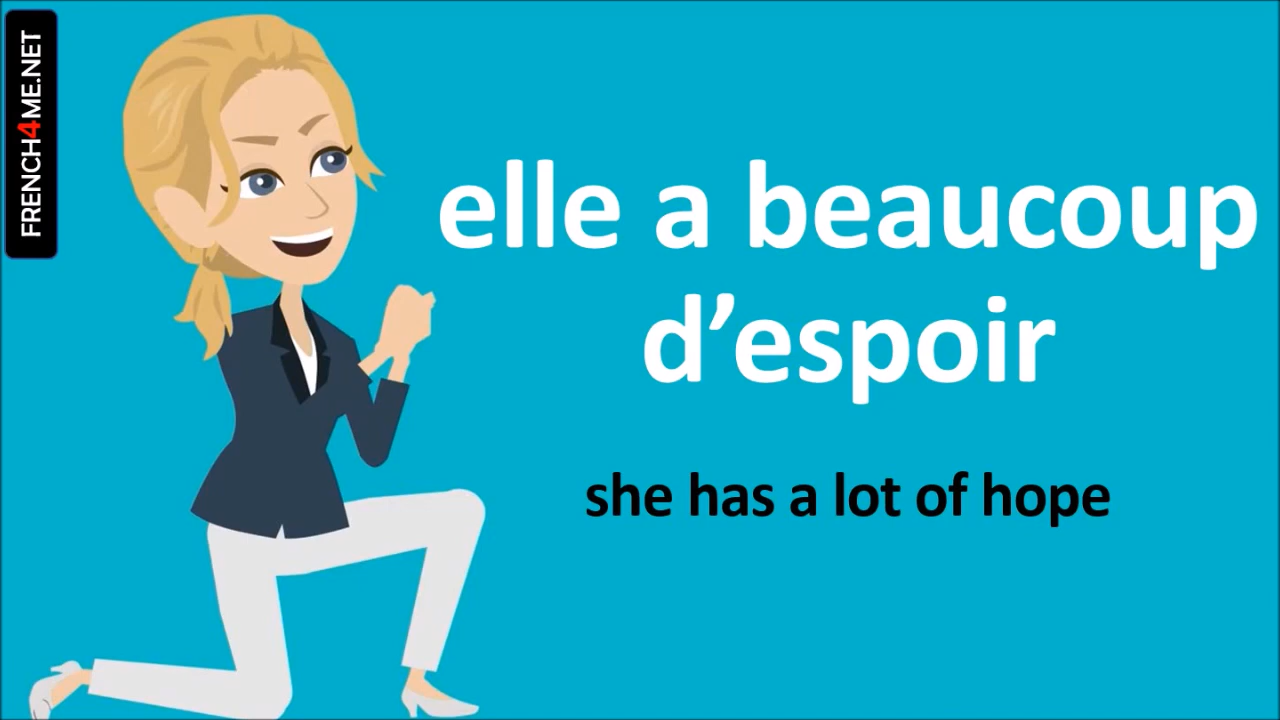 FRENCH4ME.NET
elle a beaucoup
d’espoir
she has a lot of hope